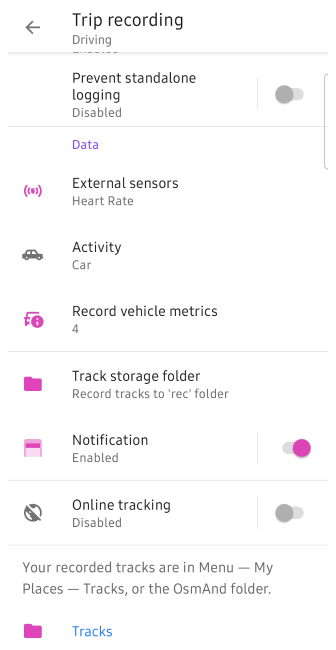 Trip recording
Driving
Enabled
Prevent standalone
logging
Disabled
Data
External sensors
Heart Rate
Activity
Car
Record vehicle metrics
4
Track storage folder
Record tracks to 'rec' folder
Notification
Enabled
Online tracking
Disabled
Your recorded tracks are in Menu — My
Places — Tracks, or the OsmAnd folder.
Tracks